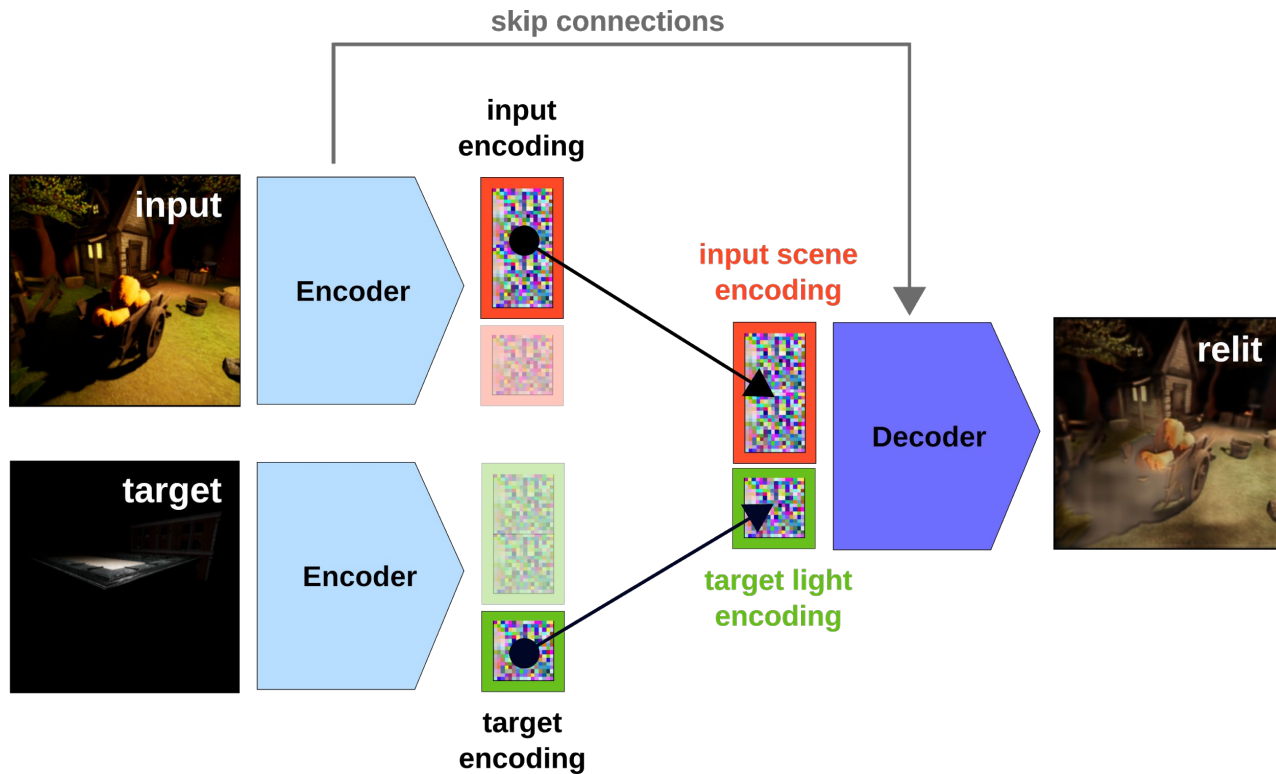 skip connections
input
encoding
input
Encoder
input scene
encoding
relit
Decoder
target
Encoder
target light
encoding
target
encoding